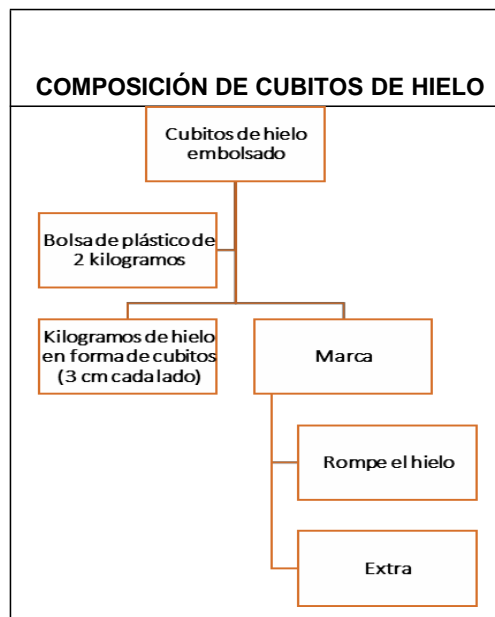 COMPOSICIÓN DE CUBITOS DE HIELO
Cubitos de hielo
embolsado
Bolsa de plástico de
2 kilogramos
Kilogramos de hielo
en forma de cubitos
(3 cm cada lado)
Marca
Rompe el hielo
Extra